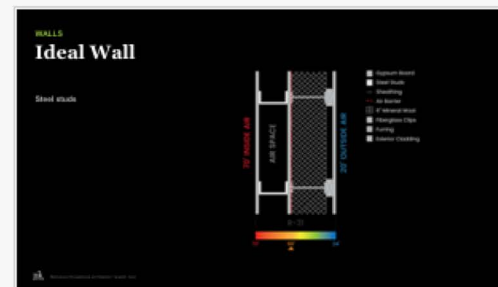 WALLS
Ideal Wall
Steel studs
Gypsum Board
Steel Studs
Sheathing
Air Barrier
6" Mineral Wool
Fiberglass Clips
Furring
Exterior Cladding
70° INSIDE AIR
AIR SPACE
20° OUTSIDE AIR